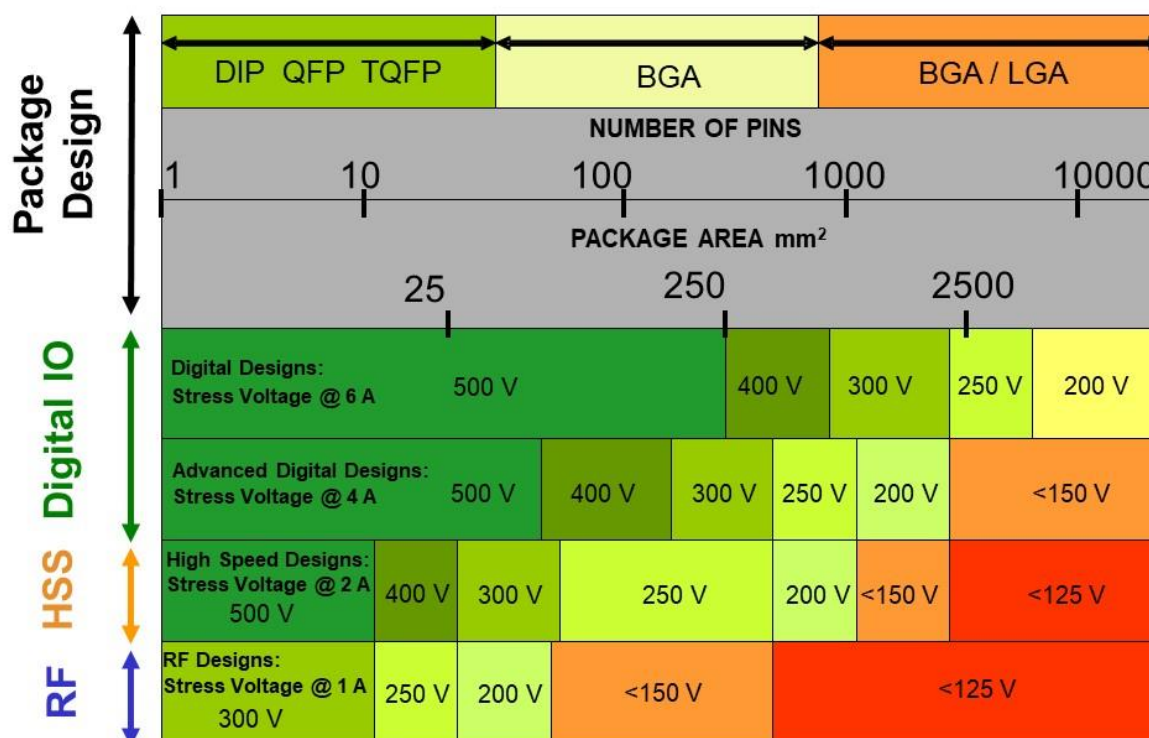 Package
Design
DIP QFP TQFP
BGA
BGA / LGA
NUMBER OF PINS
1
10
100
1000
10000
PACKAGE AREA mm²
25
250
2500
Digital IO
Digital Designs:
Stress Voltage @ 6 A
500 V
400 V
300 V
250 V
200 V
Advanced Digital Designs:
Stress Voltage @ 4 A
500 V
400 V
300 V
250 V
200 V
<150 V
HSS
High Speed Designs:
Stress Voltage @ 2 A
500 V
400 V
300 V
250 V
200 V
<150 V
<125 V
RF
RF Designs:
Stress Voltage @ 1 A
300 V
250 V
200 V
<150 V
<125 V